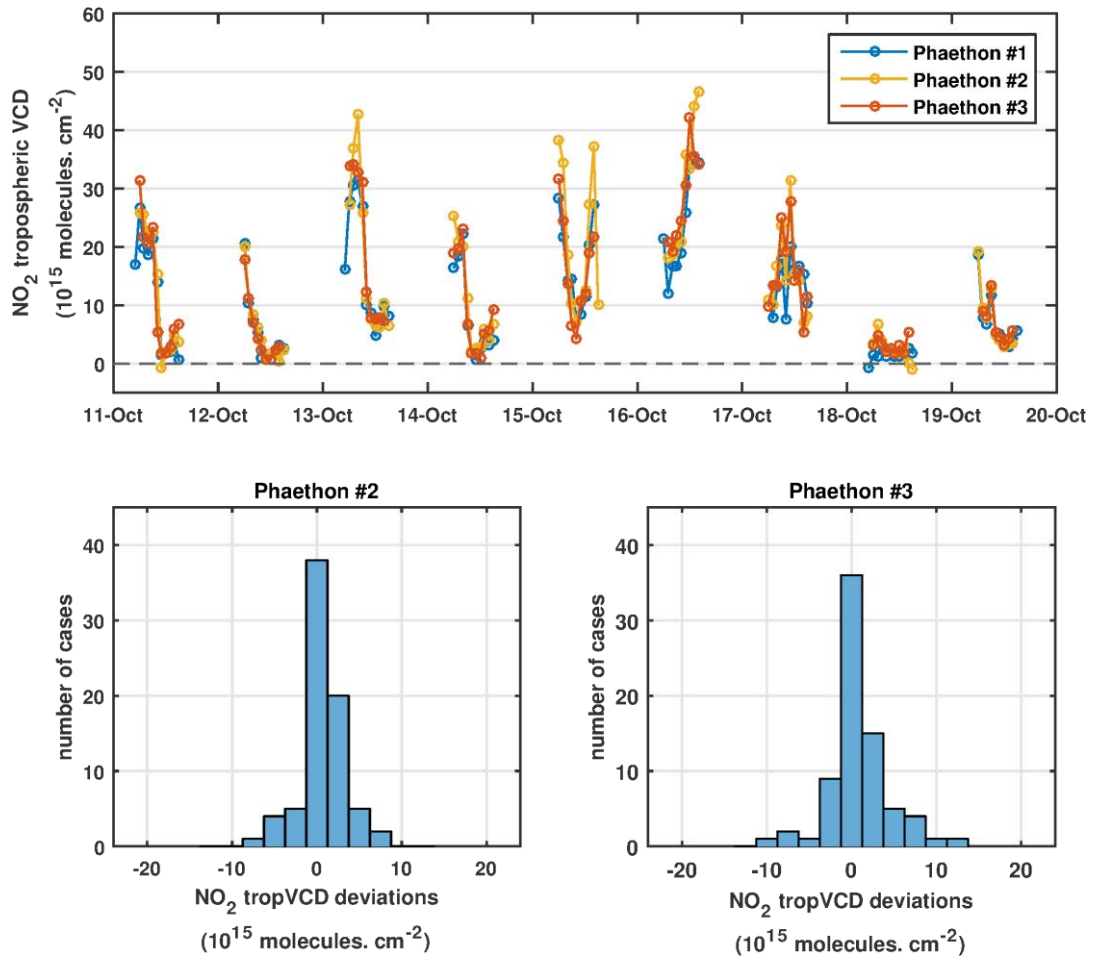 NO2 tropospheric VCD
(10^15 molecules. cm^-2)
60
50
40
30
20
10
0
Phaethon #1
Phaethon #2
Phaethon #3
11-Oct 12-Oct 13-Oct 14-Oct 15-Oct 16-Oct 17-Oct 18-Oct 19-Oct 20-Oct
Phaethon #2
number of cases
40
30
20
10
0
-20 -10 0 10 20
NO2 tropVCD deviations
(10^15 molecules. cm^-2)
Phaethon #3
number of cases
40
30
20
10
0
-20 -10 0 10 20
NO2 tropVCD deviations
(10^15 molecules. cm^-2)